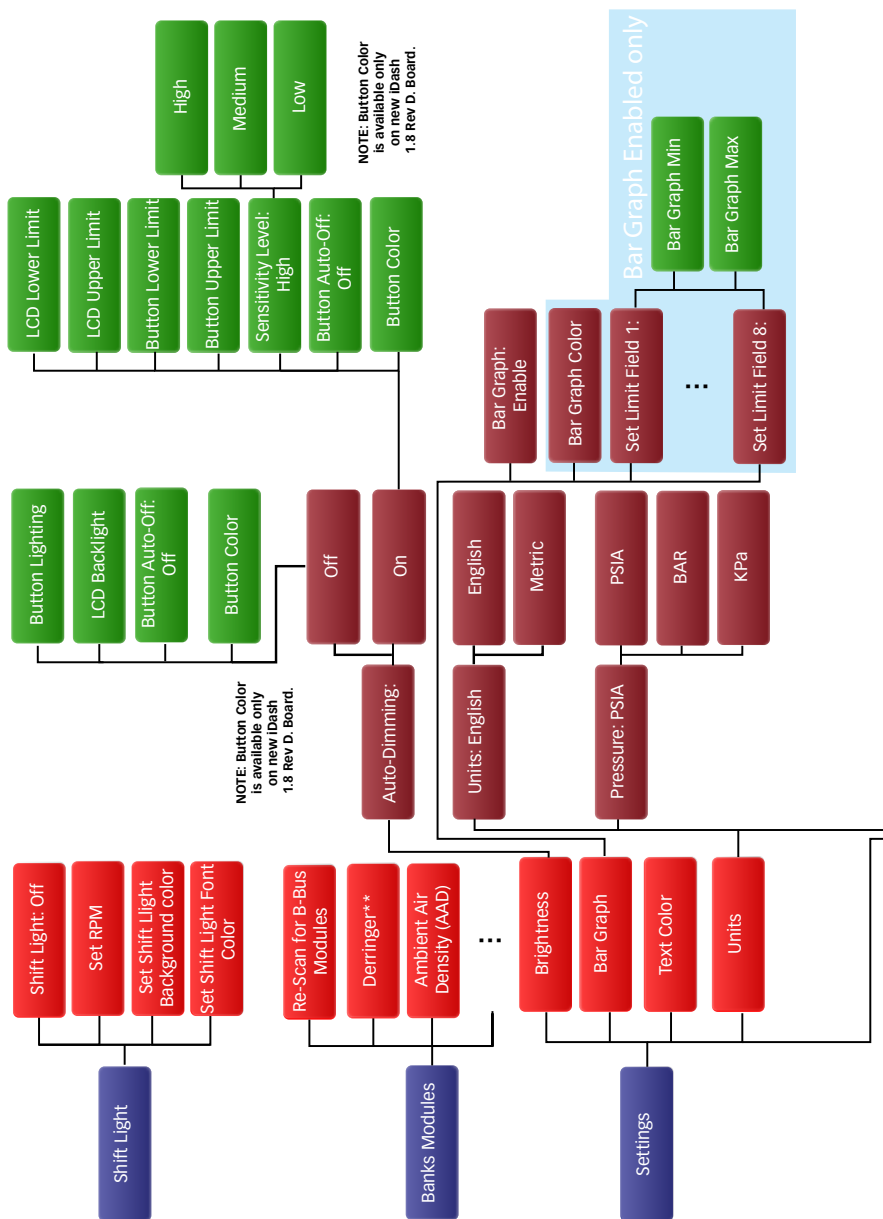 Shift Light
Shift Light: Off
Set RPM
Set Shift LIight
Background color
Set Shift Light Font
Color
Banks Modules
Re-Scan for B-Bus
Modules
Derringer**
Ambient Air
Density (AAD)
...
Settings
Brightness
Bar Graph
Text Color
Units
Auto-Dimming:
Off
On
Button Lighting
LCD Backlight
Button Auto-Off:
Off
Button Color
NOTE: Button Color
is available only
on new iDash
1.8 Rev D. Board.
LCD Lower Limit
LCD Upper Limit
Button Lower Limit
Button Upper Limit
Sensitivity Level:
High
Button Auto-Off:
Off
Button Color
High
Medium
Low
NOTE: Button Color
is available only
on new iDash
1.8 Rev D. Board.
Units: English
English
Metric
Pressure: PSIA
PSIA
BAR
KPa
Bar Graph:
Enable
Bar Graph Color
Set Limit Field 1:
...
Set Limit Field 8:
Bar Graph Min
Bar Graph Max
Bar Graph Enabled only